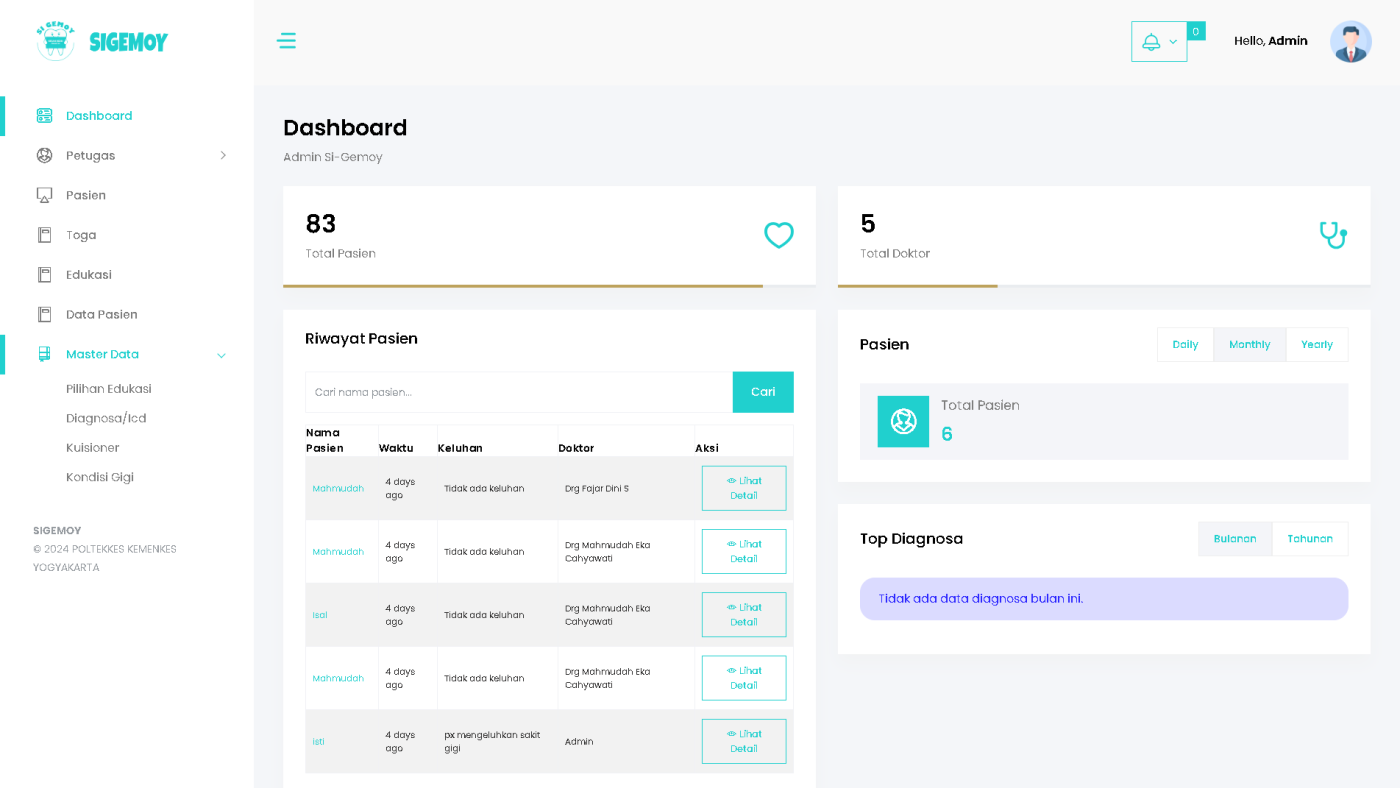 SI GEMOY
SIGEMOY
0
Hello, Admin
Dashboard
Petugas
Pasien
Toga
Edukasi
Data Pasien
Master Data
Pilihan Edukasi
Diagnosa/Icd
Kuisioner
Kondisi Gigi
SIGEMOY
© 2024 POLTEKKES KEMENKES
YOGYAKARTA
Dashboard
Admin Si-Gemoy
83
Total Pasien
5
Total Doktor
Riwayat Pasien
Cari nama pasien...
Cari
Nama
Pasien Waktu Keluhan Doktor Aksi
Mahmudah 4 days ago Tidak ada keluhan Drg Fajar Dini S Lihat Detail
Mahmudah 4 days ago Tidak ada keluhan Drg Mahmudah Eka Cahyawati Lihat Detail
Isal 4 days ago Tidak ada keluhan Drg Mahmudah Eka Cahyawati Lihat Detail
Mahmudah 4 days ago Tidak ada keluhan Drg Mahmudah Eka Cahyawati Lihat Detail
Isti 4 days ago px mengeluhkan sakit gigi Admin Lihat Detail
Pasien
Daily Monthly Yearly
Total Pasien
6
Top Diagnosa
Bulanan Tahunan
Tidak ada data diagnosa bulan ini.